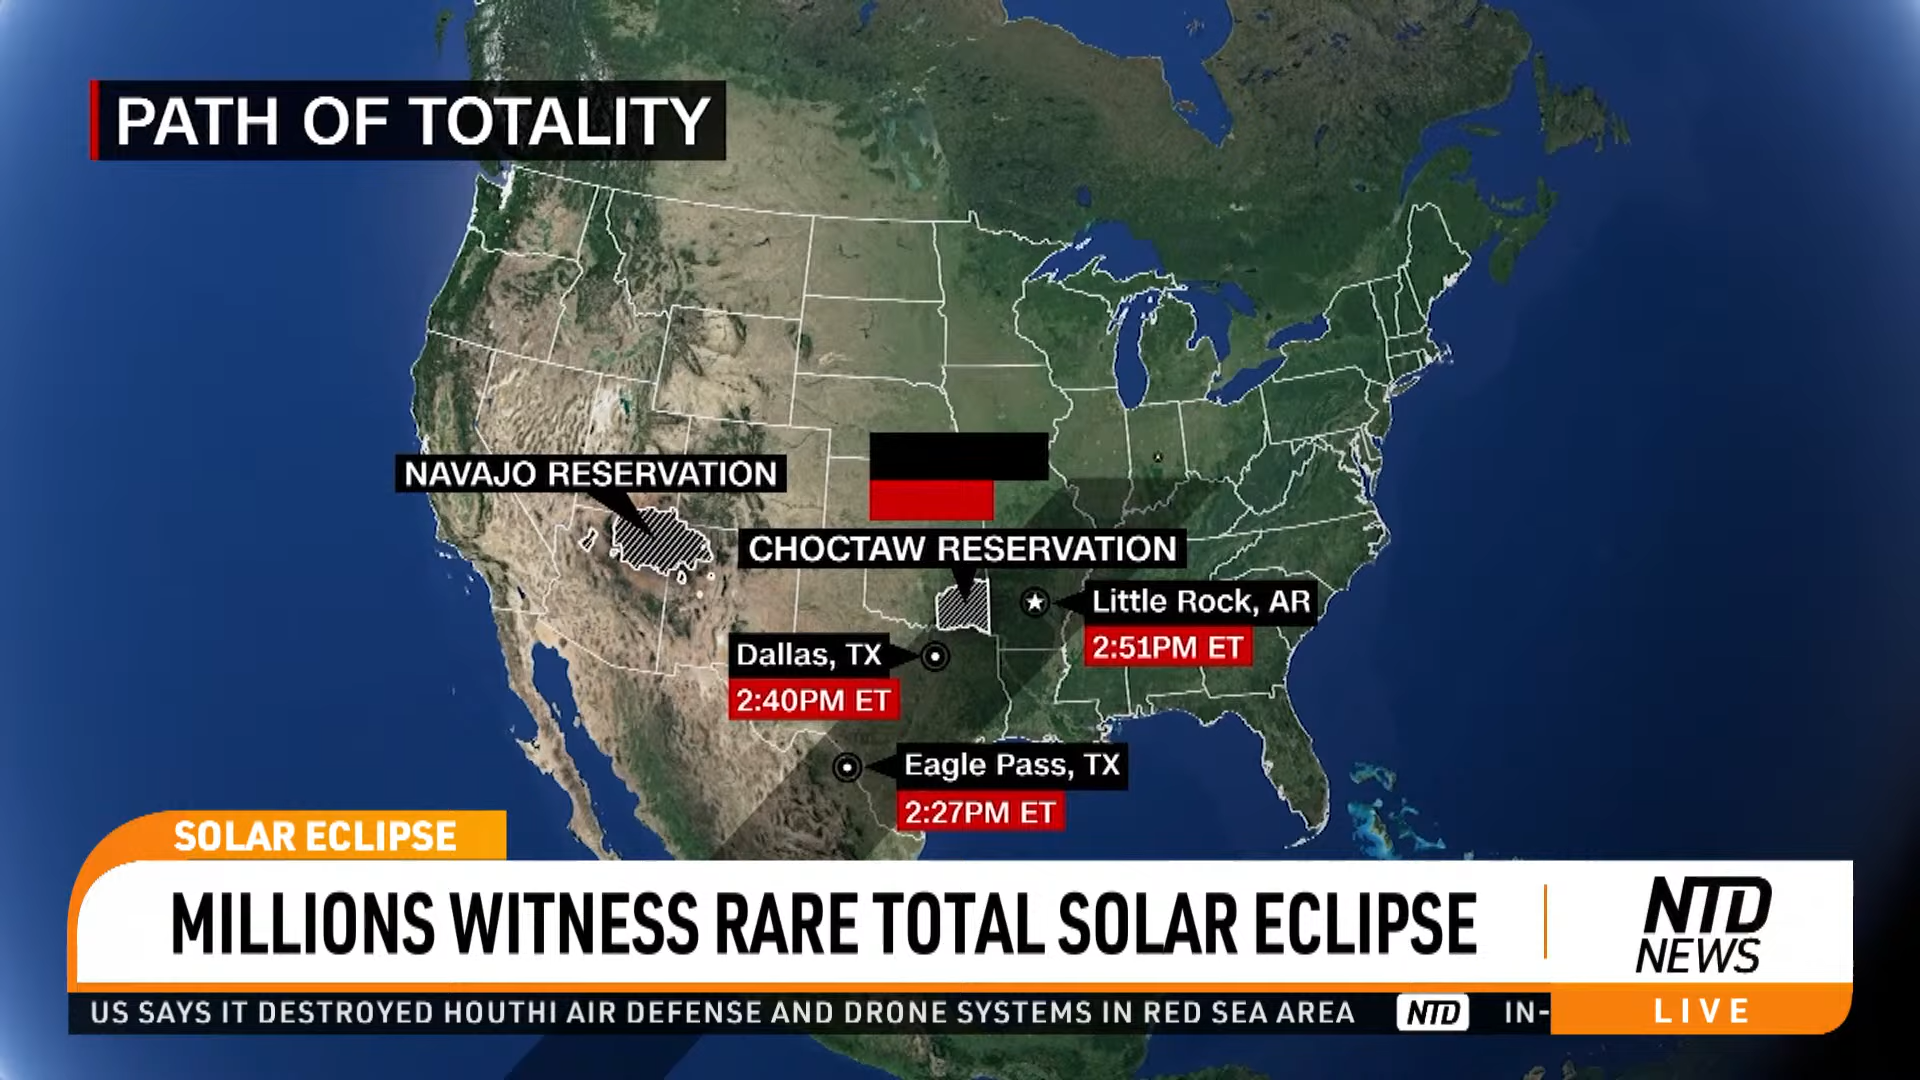 PATH OF TOTALITY
NAVAJO RESERVATION
CHOCTAW RESERVATION
Little Rock, AR
2:51PM ET
Dallas, TX
2:40PM ET
Eagle Pass, TX
2:27PM ET
SOLAR ECLIPSE
MILLIONS WITNESS RARE TOTAL SOLAR ECLIPSE
NTD
NEWS
US SAYS IT DESTROYED HOUTHI AIR DEFENSE AND DRONE SYSTEMS IN RED SEA AREA NTD IN-
LIVE